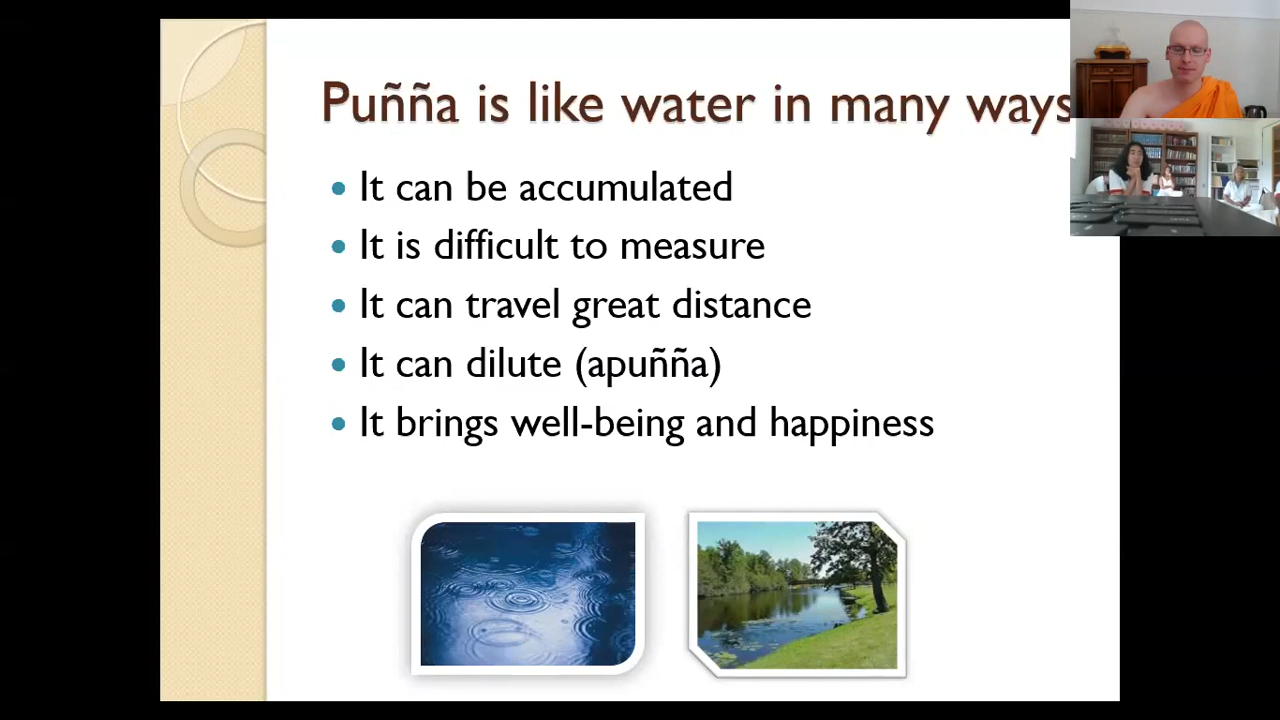 Puñña is like water in many ways
It can be accumulated
It is difficult to measure
It can travel great distance
It can dilute (apuñña)
It brings well-being and happiness